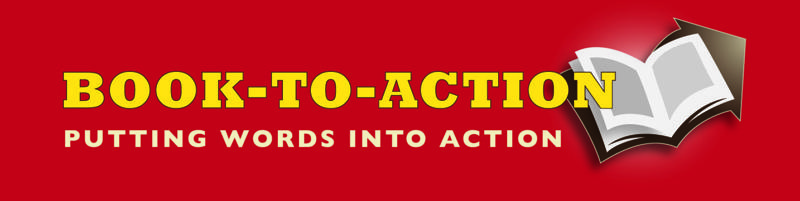 BOOK-TO-ACTION
PUTTING WORDS INTO ACTION